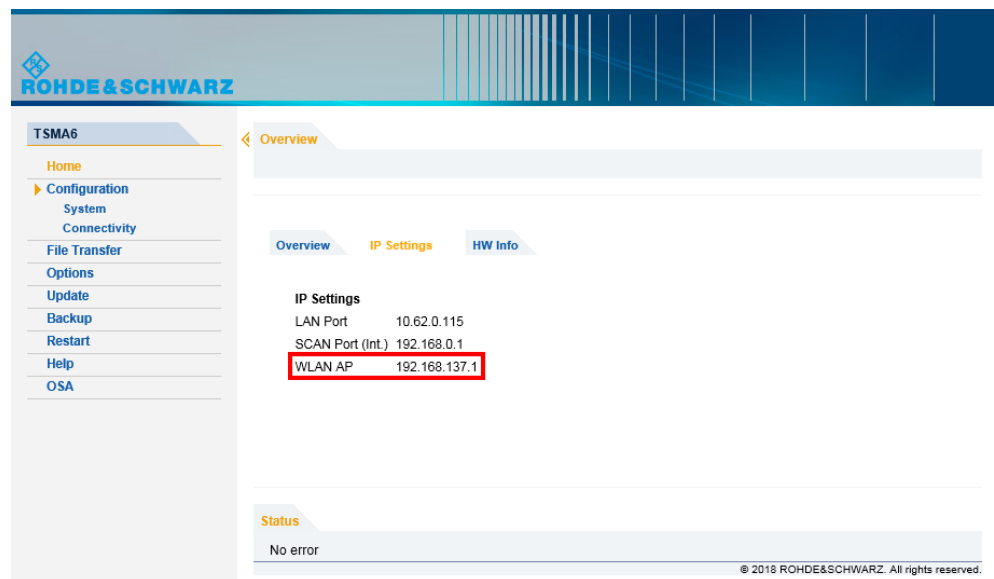 R S
ROHDE&SCHWARZ
TSMA6
Home
Configuration
System
Connectivity
File Transfer
Options
Update
Backup
Restart
Help
OSA
Overview
Overview IP Settings HW Info
IP Settings
LAN Port 10.62.0.115
SCAN Port (Int.) 192.168.0.1
WLAN AP 192.168.137.1
Status
No error
© 2018 ROHDE&SCHWARZ. All rights reserved.